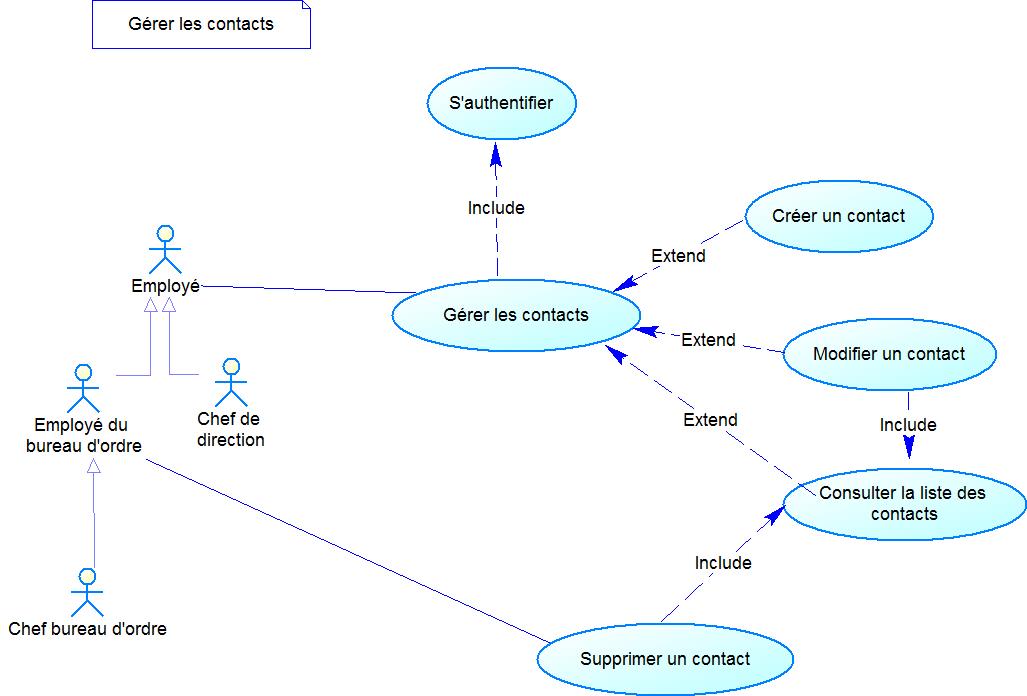 Gérer les contacts
S'authentifier
Include
Créer un contact
Extend
Employé
Gérer les contacts
Extend
Modifier un contact
Extend
Include
Employé du
bureau d'ordre
Chef de
direction
Consulter la liste des
contacts
Include
Chef bureau d'ordre
Supprimer un contact